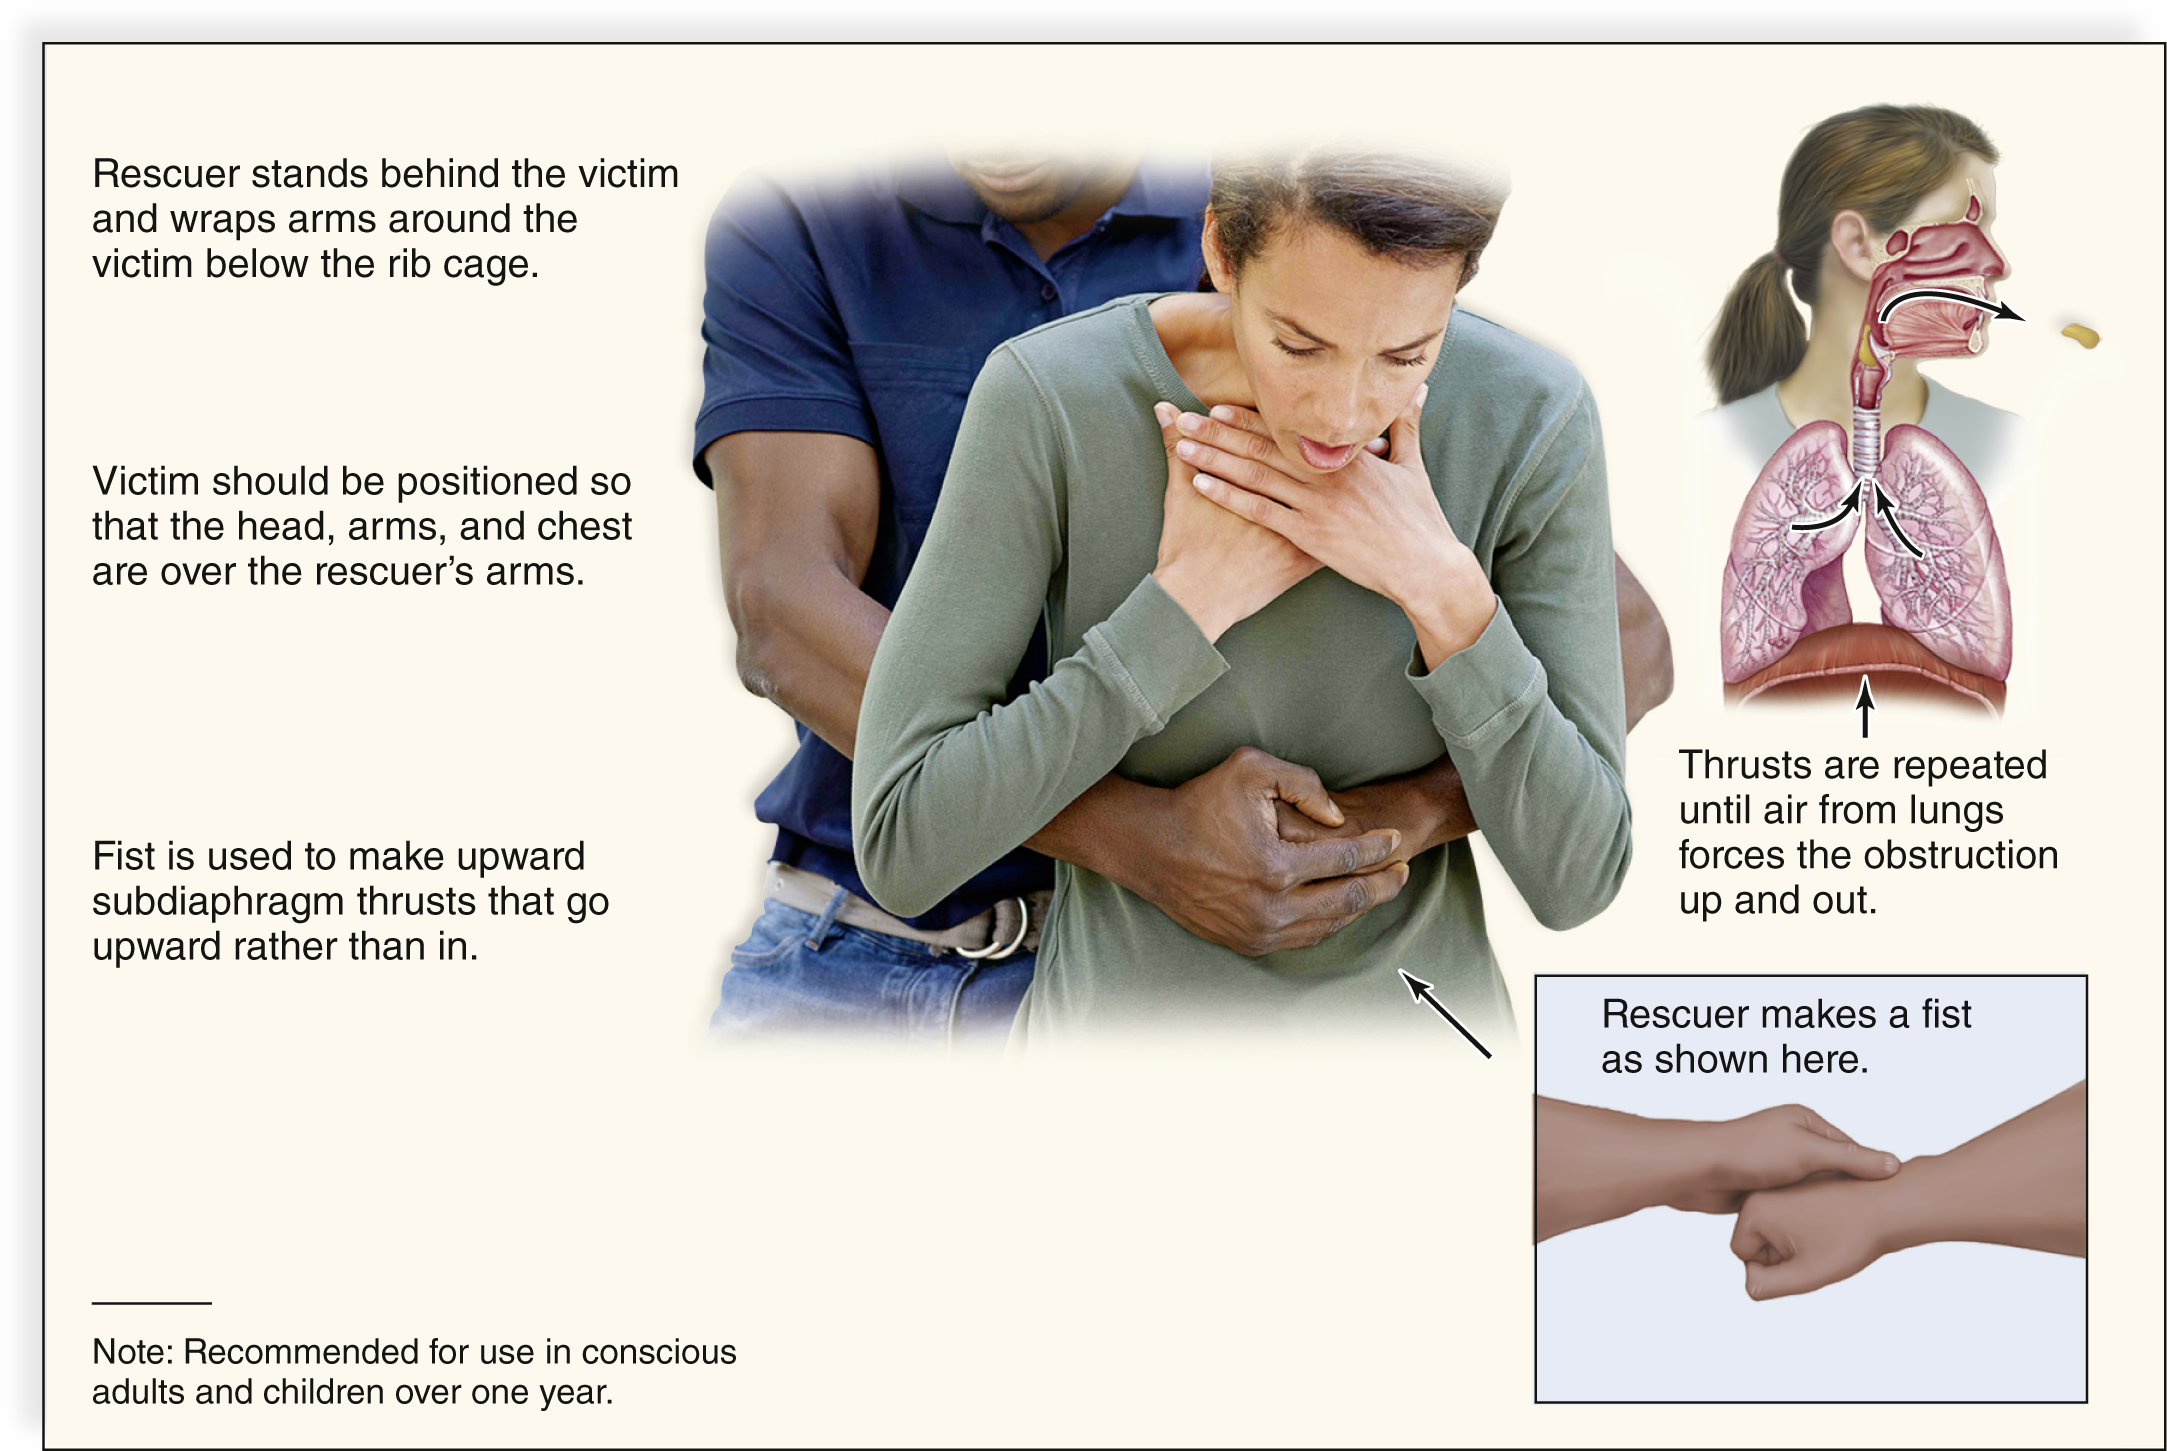 Rescuer stands behind the victim
and wraps arms around the
victim below the rib cage.
Victim should be positioned so
that the head, arms, and chest
are over the rescuer’s arms.
Fist is used to make upward
subdiaphragm thrusts that go
upward rather than in.
Thrusts are repeated
until air from lungs
forces the obstruction
up and out.
Rescuer makes a fist
as shown here.
Note: Recommended for use in conscious
adults and children over one year.